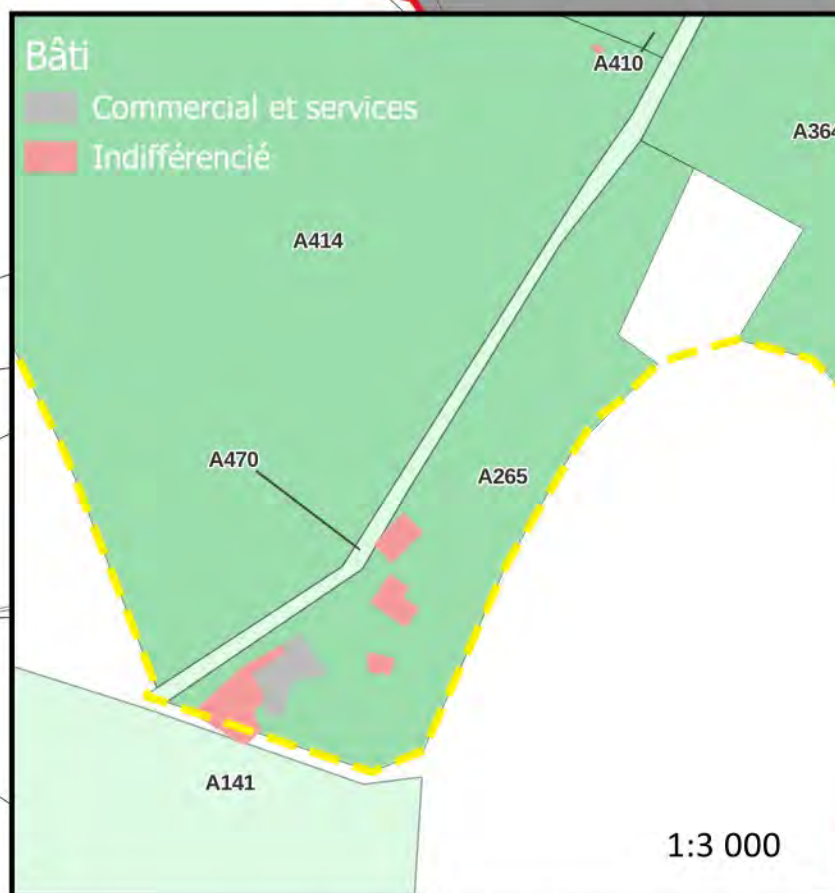 Bâti
Commercial et services
Indifférencié
A410
A364
A414
A470
A265
A141
1:3 000